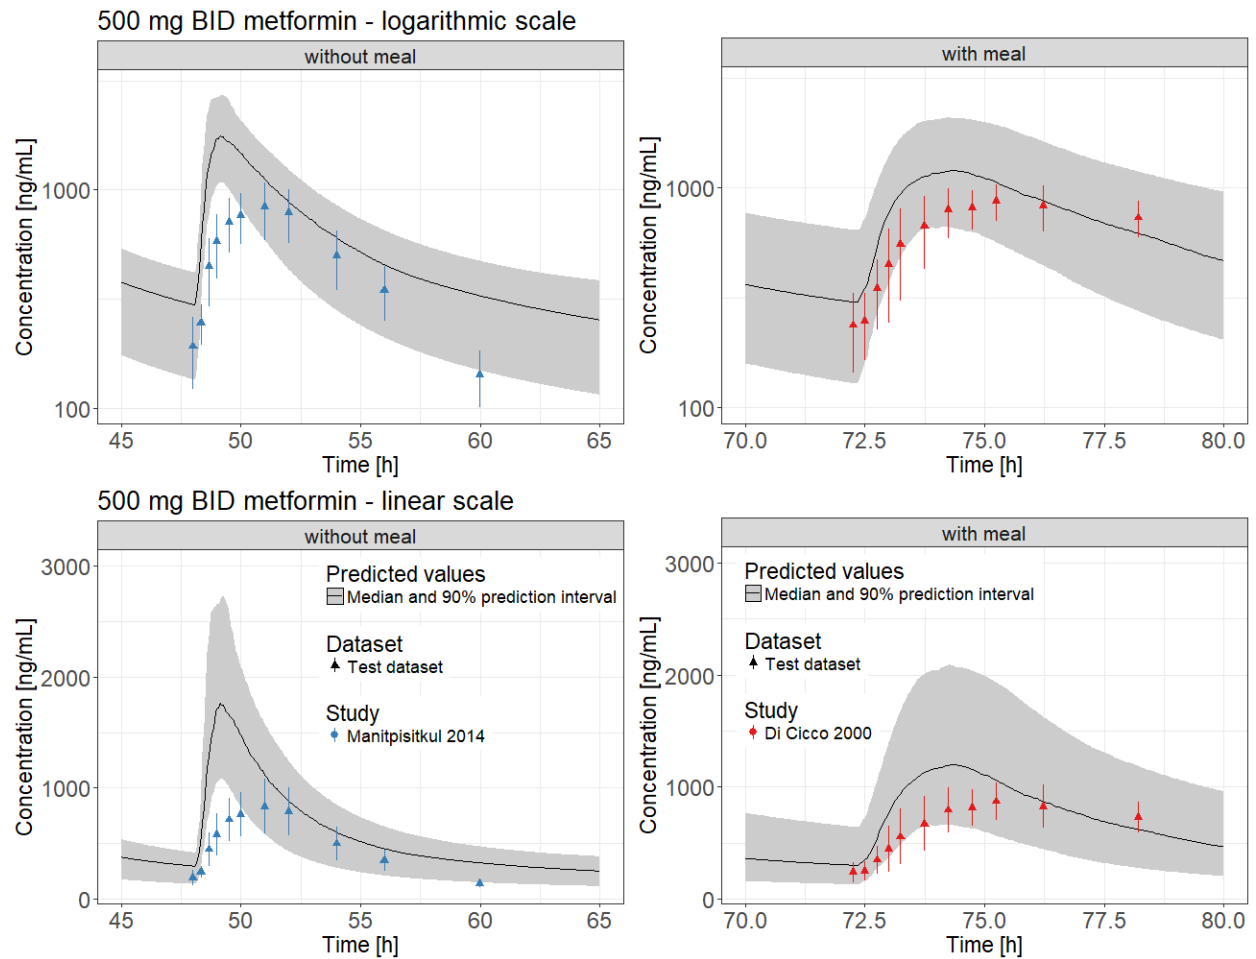 500 mg BID metformin - logarithmic scale
without meal
Concentration [ng/mL]
1000
100
45 50 55 60 65
Time [h]
with meal
Concentration [ng/mL]
1000
100
70.0 72.5 75.0 77.5 80.0
Time [h]
500 mg BID metformin - linear scale
without meal
Concentration [ng/mL]
3000
2000
1000
0
Predicted values
Median and 90% prediction interval
Dataset
Test dataset
Study
Manitpisitkul 2014
45 50 55 60 65
Time [h]
with meal
Concentration [ng/mL]
3000
2000
1000
0
Predicted values
Median and 90% prediction interval
Dataset
Test dataset
Study
Di Cicco 2000
70.0 72.5 75.0 77.5 80.0
Time [h]